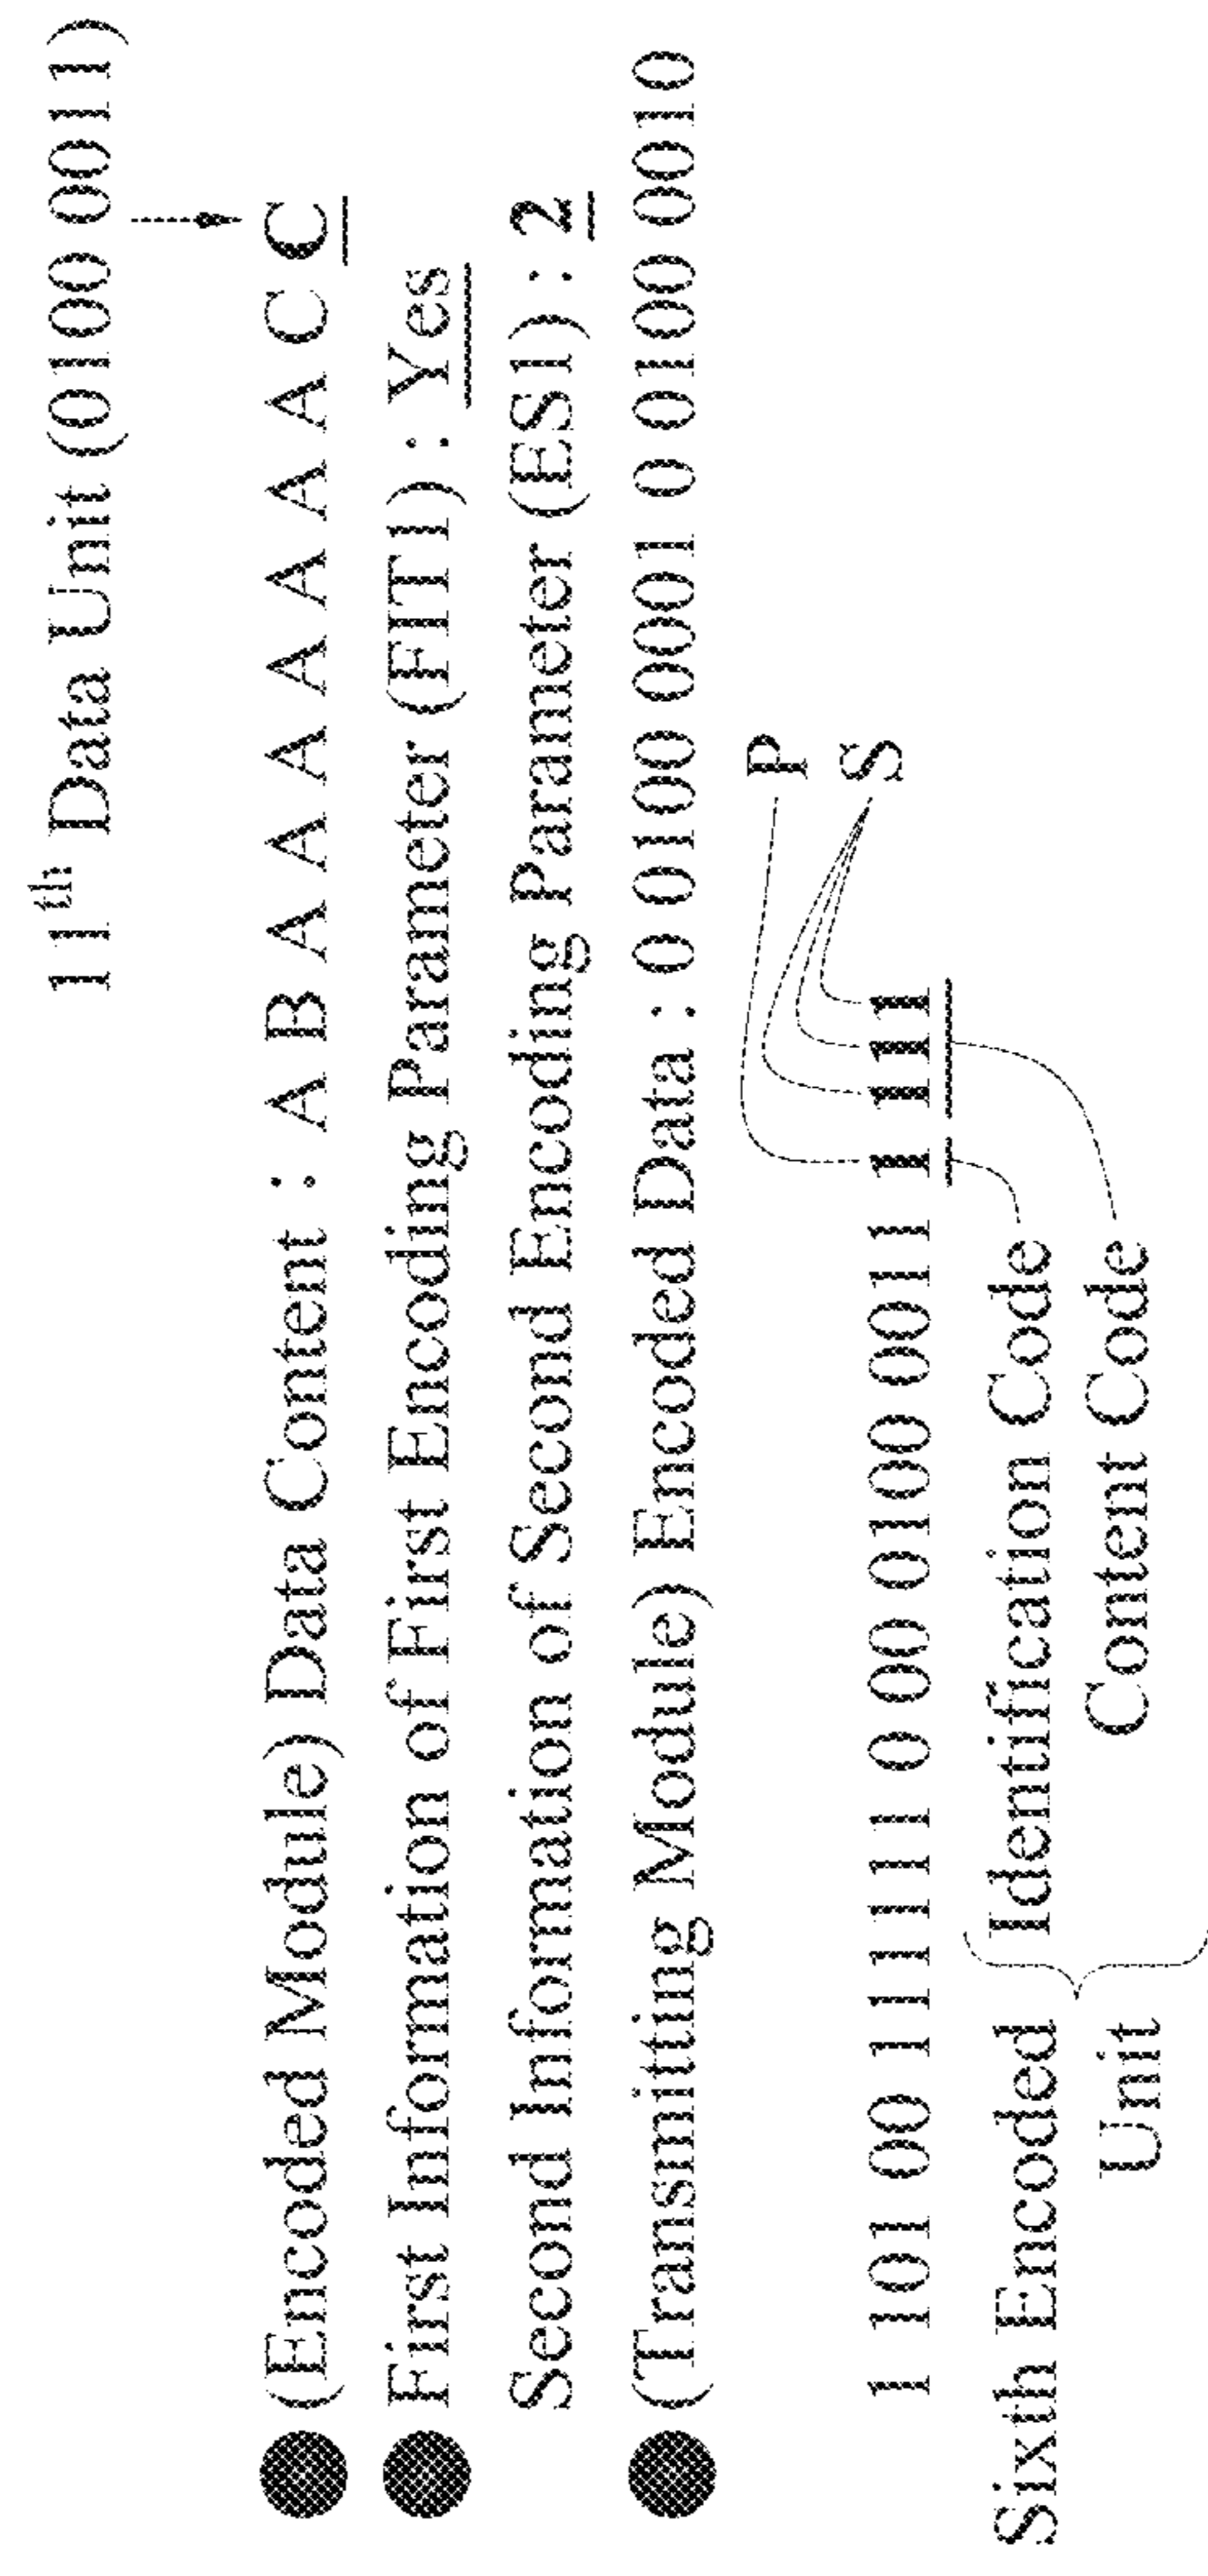 11th Data Unit (0100 0011)
(Encoded Module) Data Content : A B A A A A A A A C C
First Information of First Encoding Parameter (FIT1) : Yes
Second Information of Second Encoding Parameter (ES1) : 2
(Transmitting Module) Encoded Data : 0 0100 0001 0 0100 0010
P
S
1 101 00 11111 0 00 0100 0011 1 111
Sixth Encoded Unit
Identification Code
Content Code